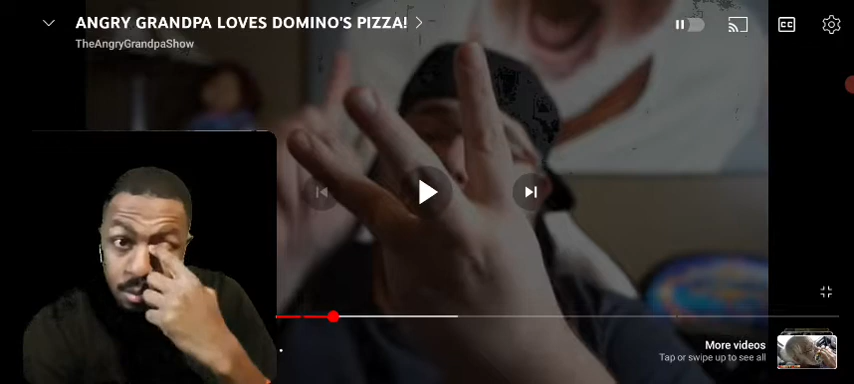 ANGRY GRANDPA LOVES DOMINO'S PIZZA!
TheAngryGrandpaShow
CC
More videos
Tap or swipe up to see all